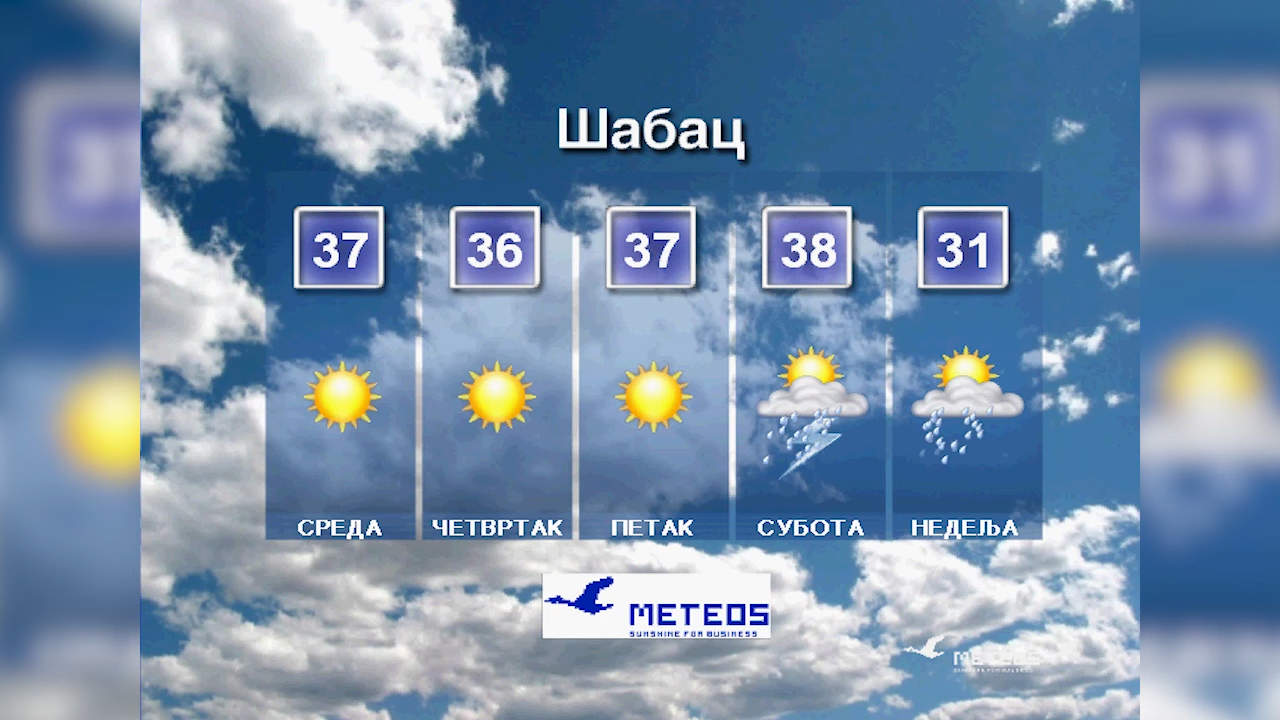 Шабац
37 36 37 38 31
СРЕДА ЧЕТВРТАК ПЕТАК СУБОТА НЕДЕЉА
METEOS
SUNSHINE FOR BUSINESS